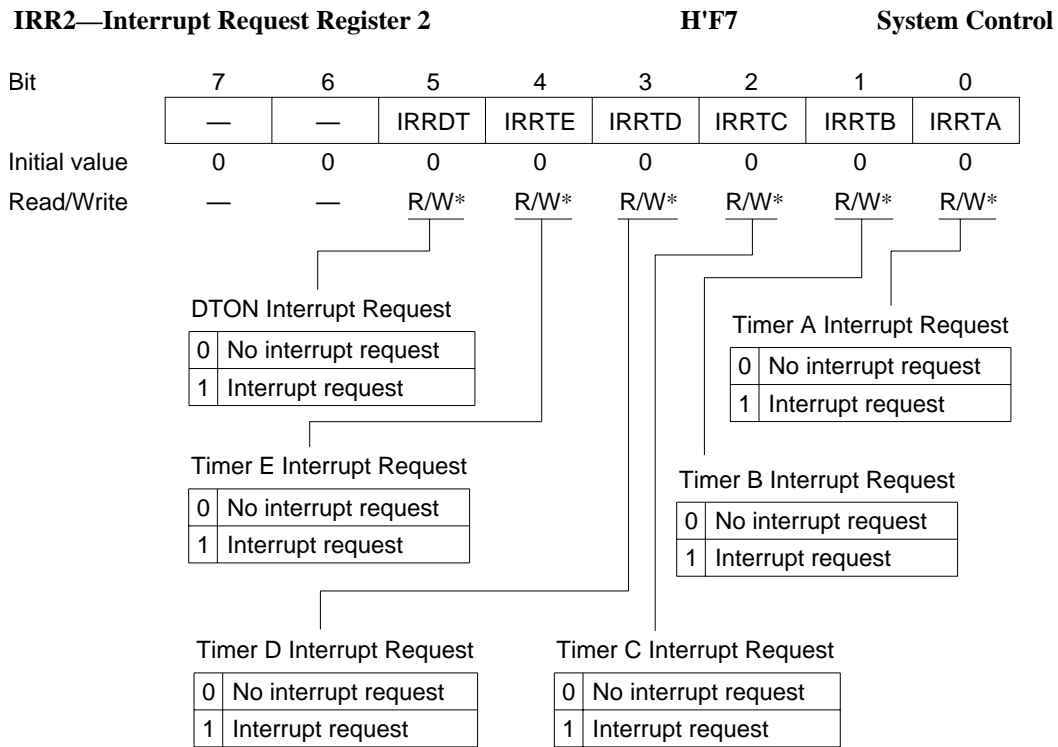 IRR2—Interrupt Request Register 2 H'F7 System Control
Bit 7 6 5 4 3 2 1 0
— — IRRDT IRRTE IRRTD IRRTC IRRTB IRRTA
Initial value 0 0 0 0 0 0 0 0
Read/Write — — R/W* R/W* R/W* R/W* R/W* R/W*
DTON Interrupt Request
0 No interrupt request
1 Interrupt request
Timer A Interrupt Request
0 No interrupt request
1 Interrupt request
Timer E Interrupt Request
0 No interrupt request
1 Interrupt request
Timer B Interrupt Request
0 No interrupt request
1 Interrupt request
Timer D Interrupt Request
0 No interrupt request
1 Interrupt request
Timer C Interrupt Request
0 No interrupt request
1 Interrupt request